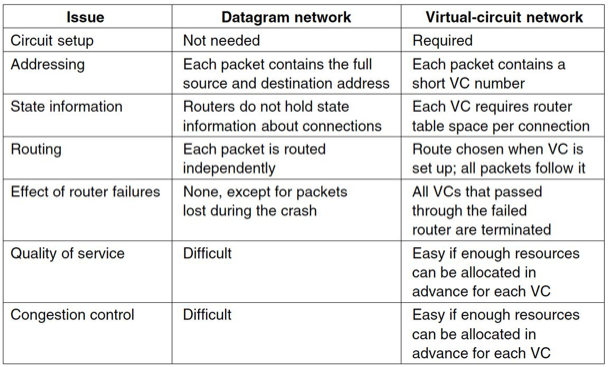 Issue Datagram network Virtual-circuit network
Circuit setup Not needed Required
Addressing Each packet contains the full Each packet contains a
source and destination address short VC number
State information Routers do not hold state Each VC requires router
information about connections table space per connection
Routing Each packet is routed Route chosen when VC is
independently set up; all packets follow it
Effect of router failures None, except for packets All VCs that passed
lost during the crash through the failed
router are terminated
Quality of service Difficult Easy if enough resources
can be allocated in
advance for each VC
Congestion control Difficult Easy if enough resources
can be allocated in
advance for each VC